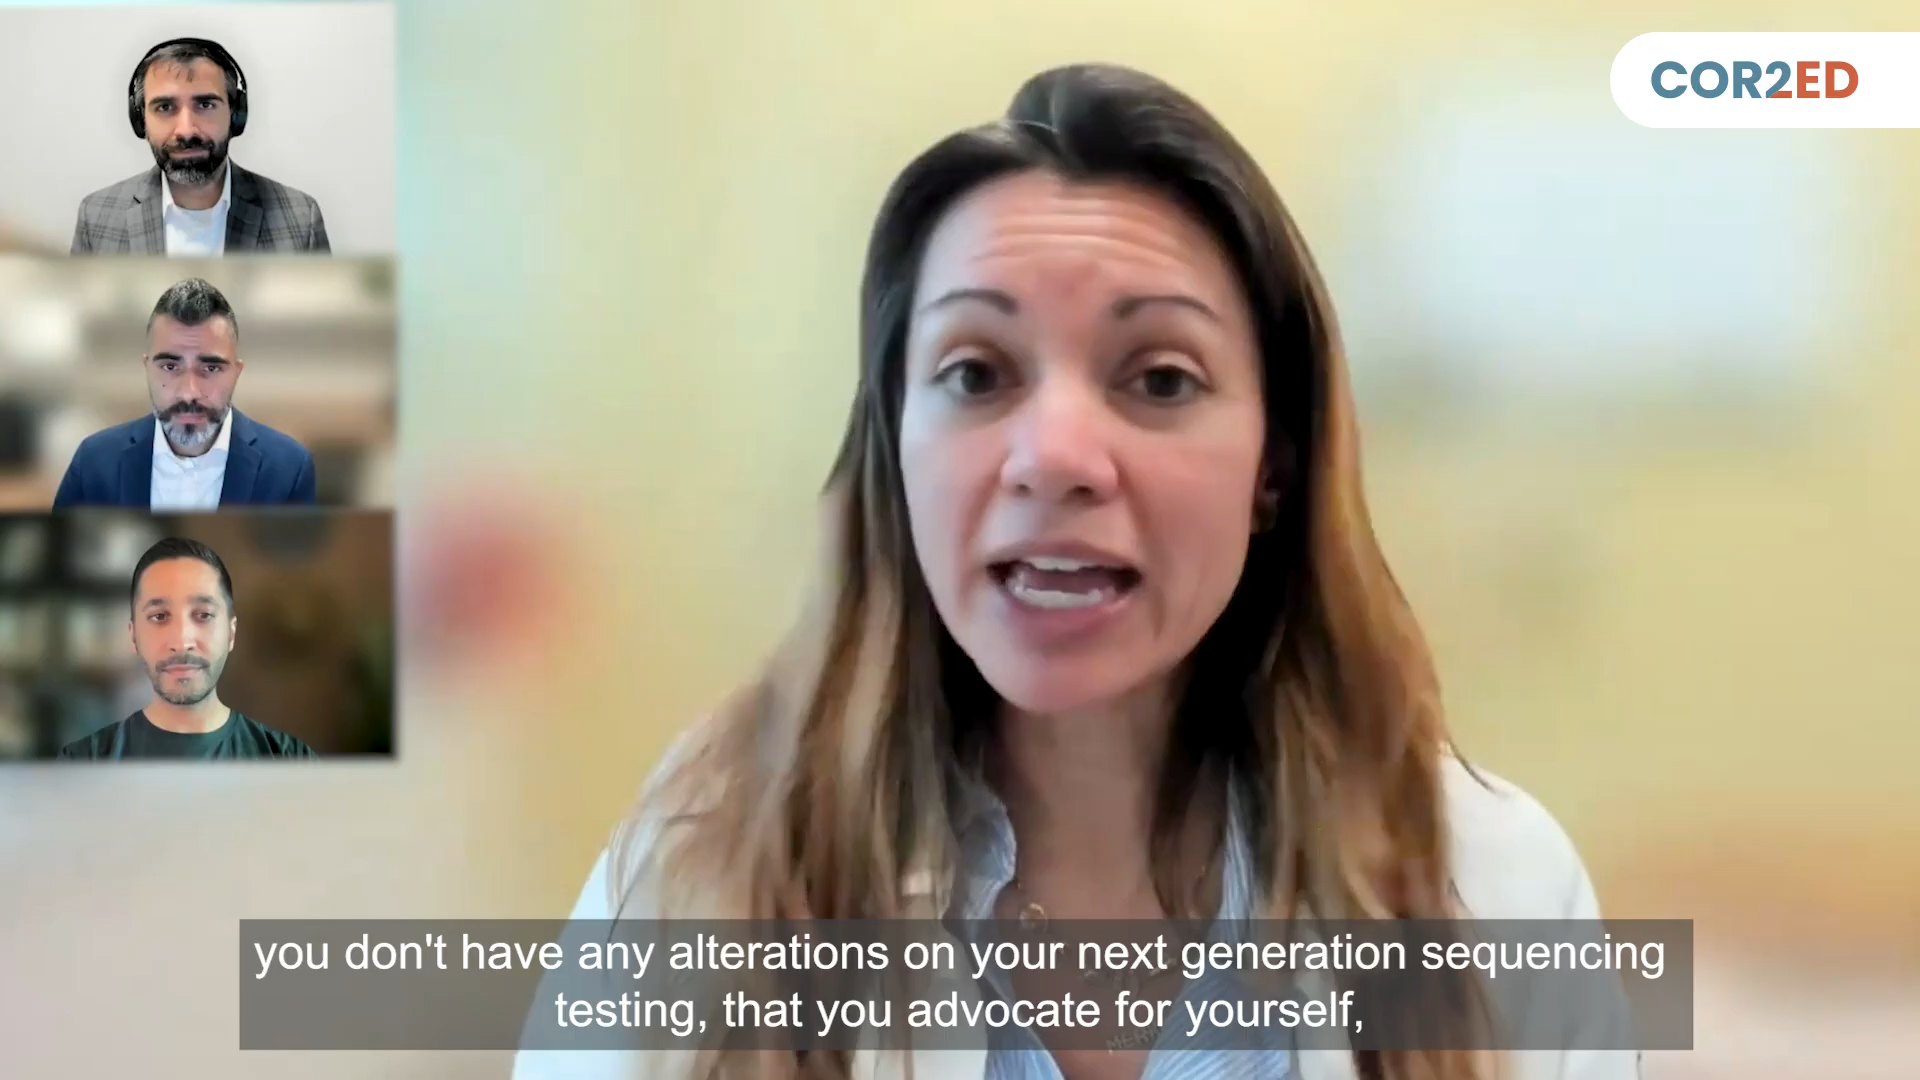 COR2ED
you don't have any alterations on your next generation sequencing
testing, that you advocate for yourself,